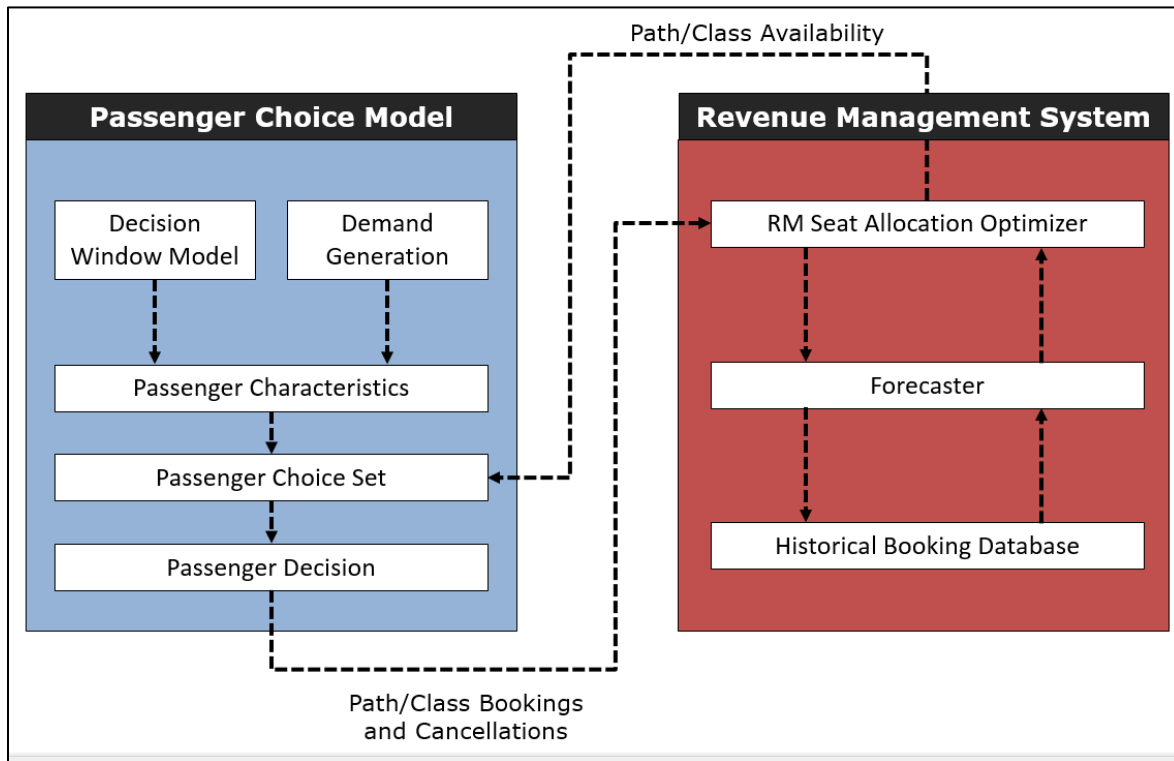 Path/Class Availability
Passenger Choice Model
Revenue Management System
Decision
Window Model
Demand
Generation
RM Seat Allocation Optimizer
Passenger Characteristics
Forecaster
Passenger Choice Set
Historical Booking Database
Passenger Decision
Path/Class Bookings
and Cancellations